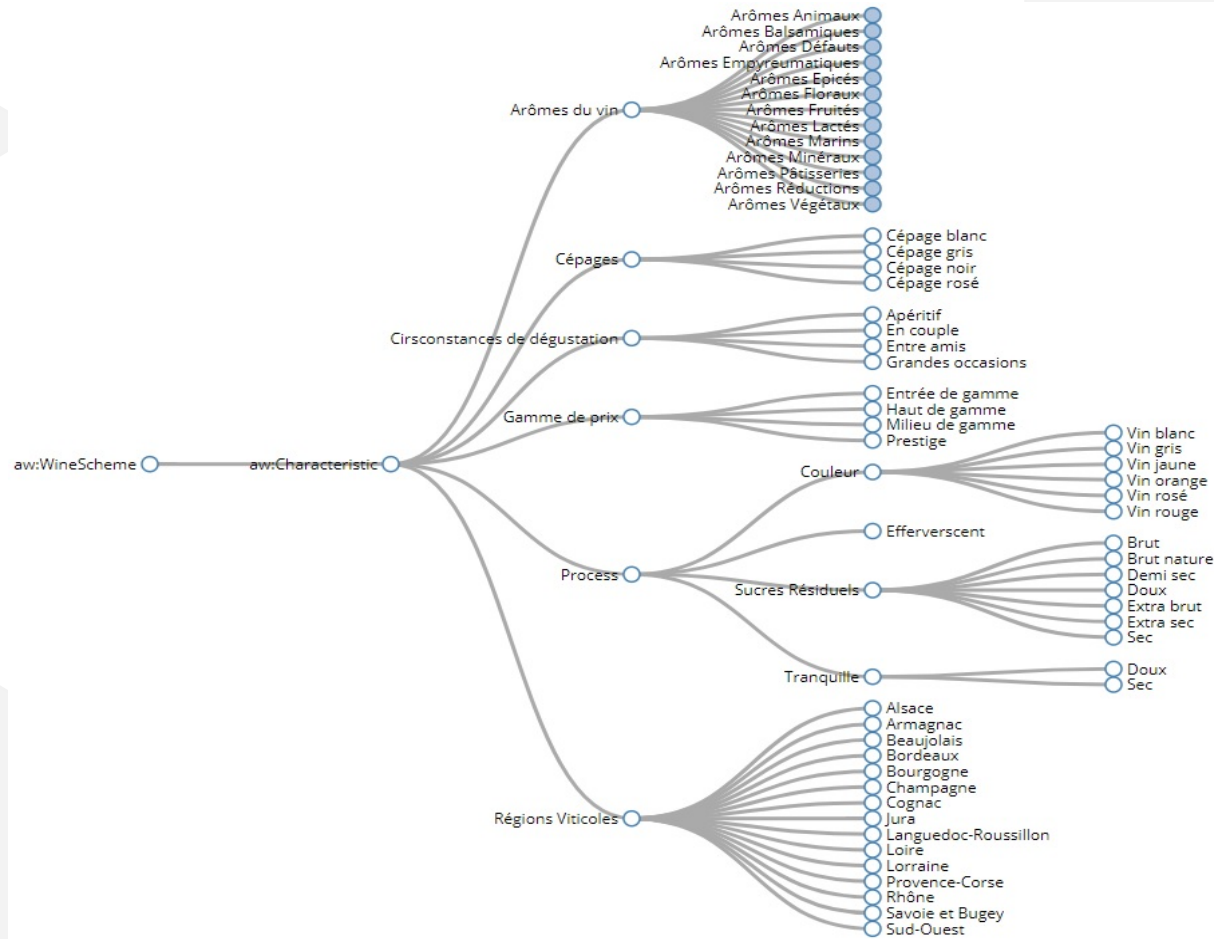 aw:WineScheme
aw:Characteristic
Arômes du vin
Arômes Animaux
Arômes Balsamiques
Arômes Défauts
Arômes Empyreumatiques
Arômes Epicés
Arômes Floraux
Arômes Fruités
Arômes Lactés
Arômes Marins
Arômes Minéraux
Arômes Pâtisseries
Arômes Réductions
Arômes Végétaux
Cépages
Cépage blanc
Cépage gris
Cépage noir
Cépage rosé
Cirsconstances de dégustation
Apéritif
En couple
Entre amis
Grandes occasions
Gamme de prix
Entrée de gamme
Haut de gamme
Milieu de gamme
Prestige
Process
Couleur
Vin blanc
Vin gris
Vin jaune
Vin orange
Vin rosé
Vin rouge
Efferverscent
Sucres Résiduels
Brut
Brut nature
Demi sec
Doux
Extra brut
Extra sec
Sec
Tranquille
Doux
Sec
Régions Viticoles
Alsace
Armagnac
Beaujolais
Bordeaux
Bourgogne
Champagne
Cognac
Jura
Languedoc-Roussillon
Loire
Lorraine
Provence-Corse
Rhône
Savoie et Bugey
Sud-Ouest